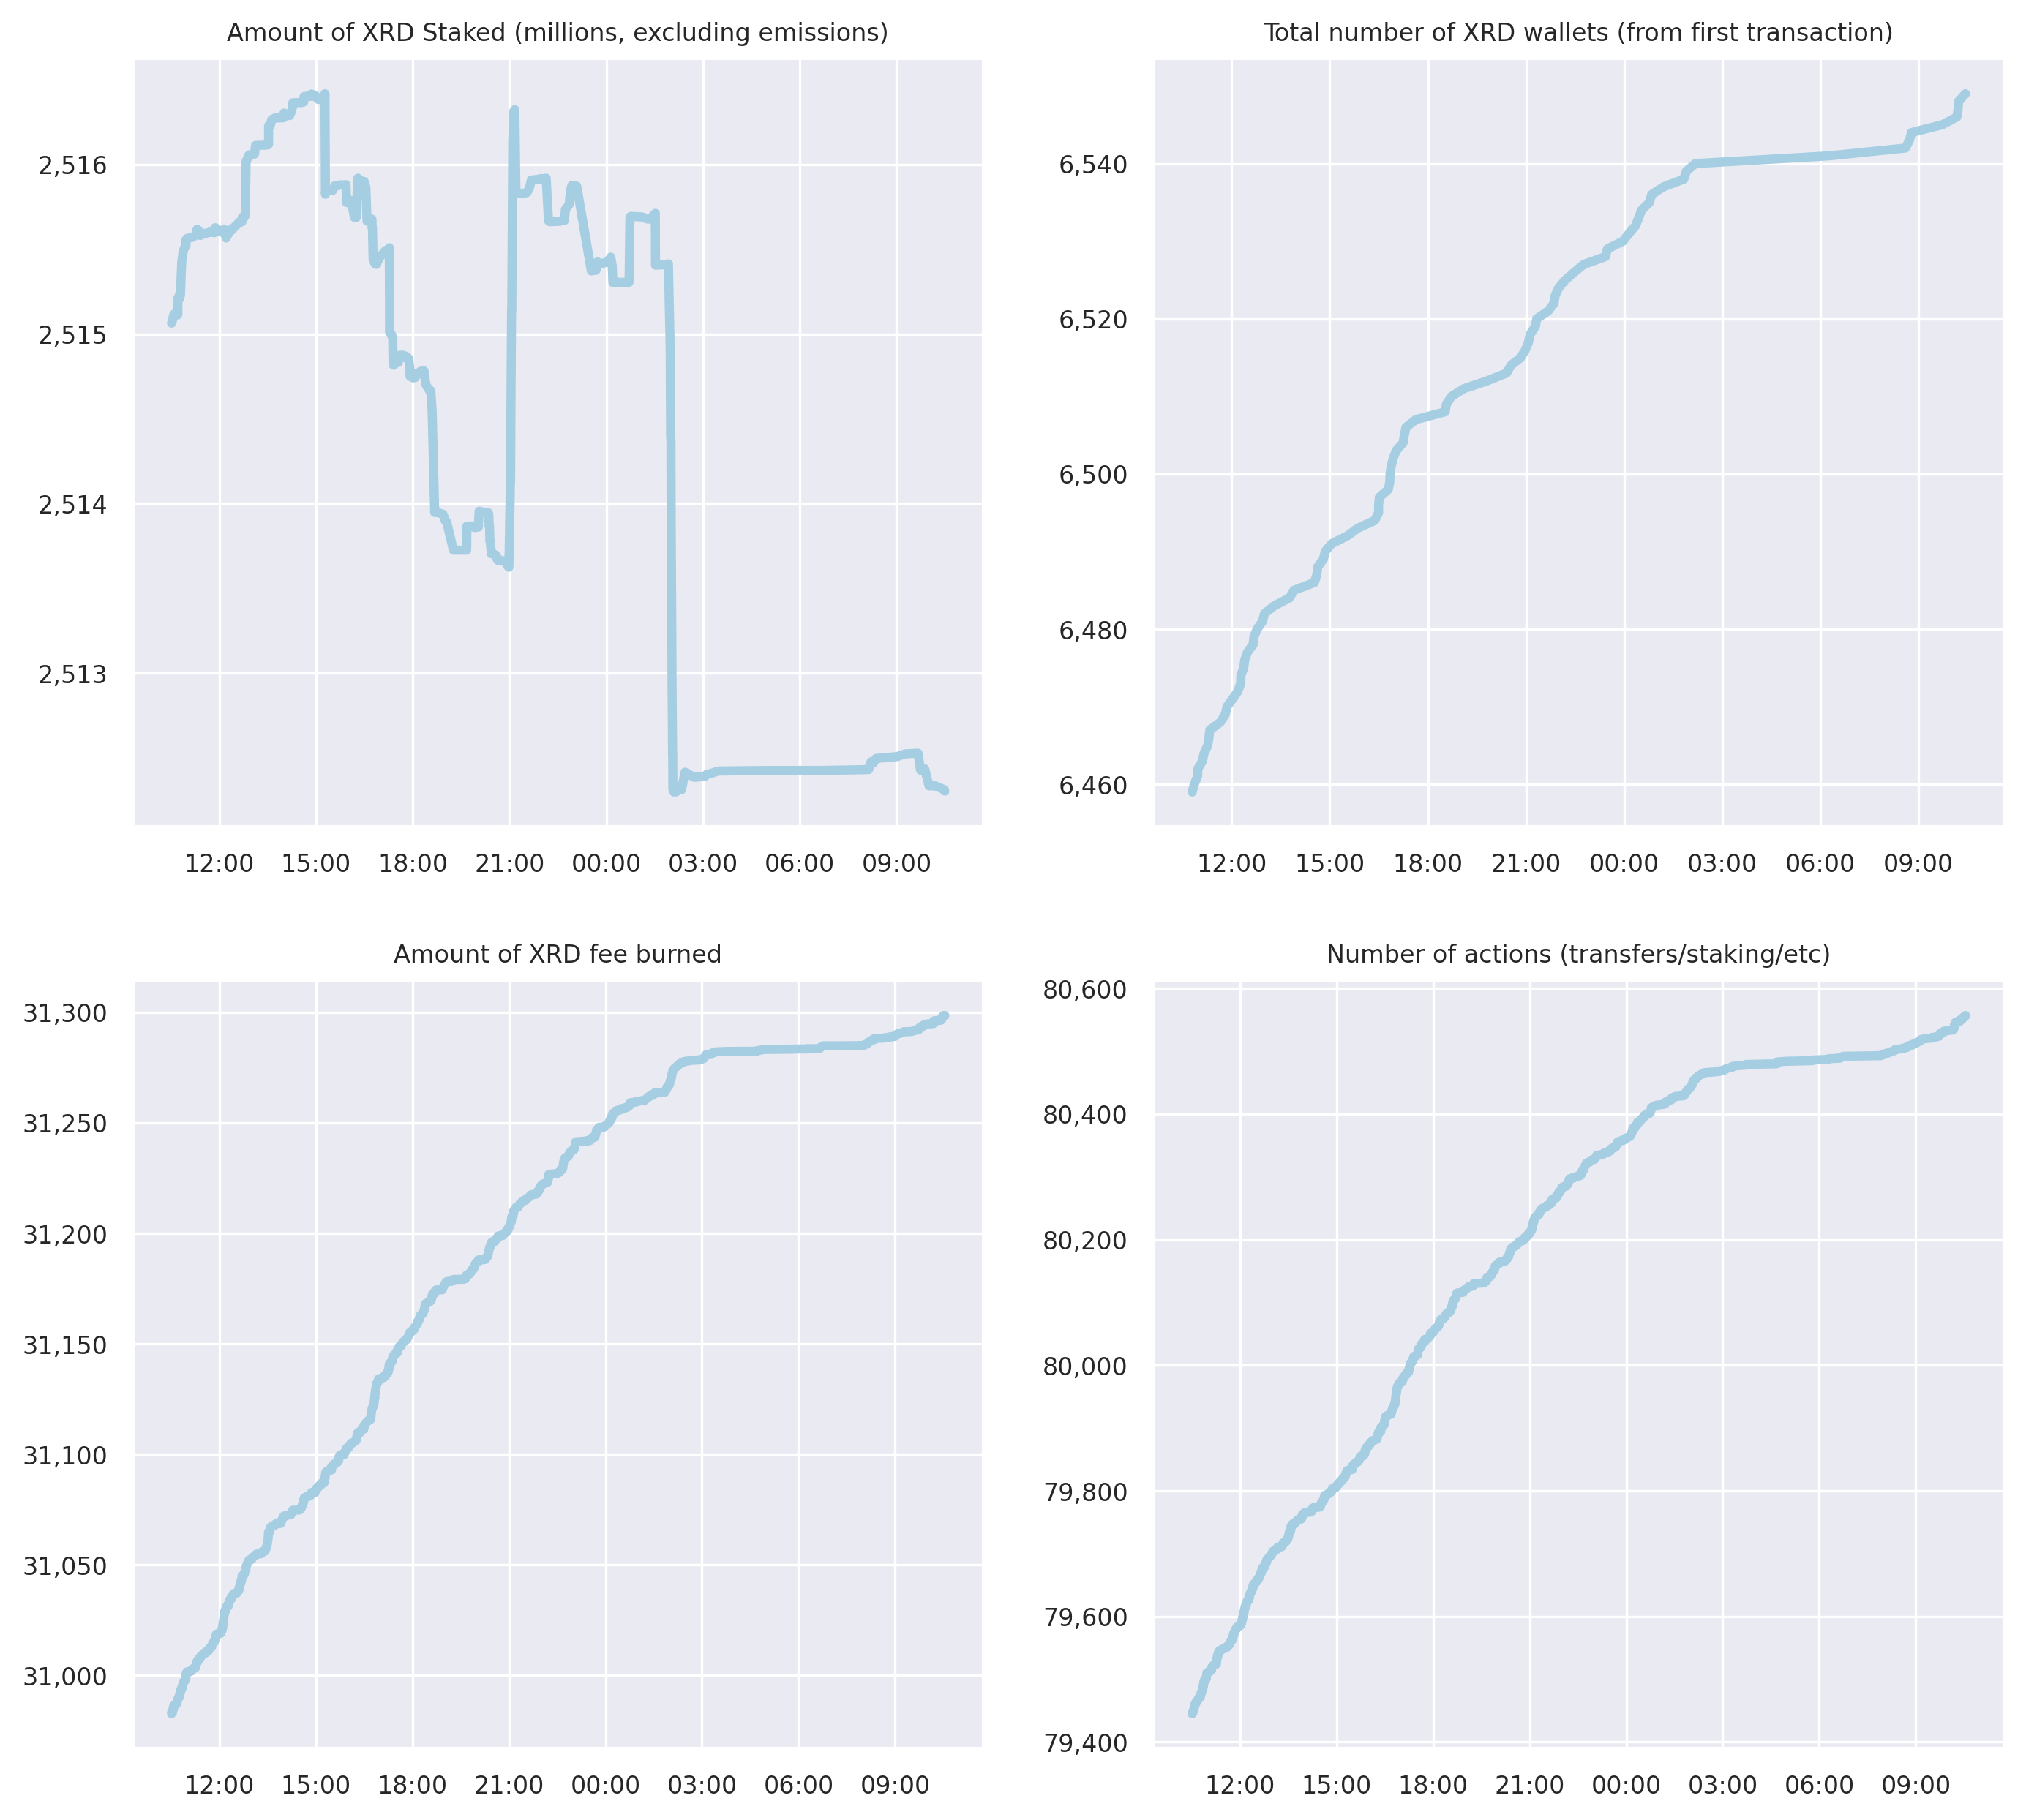 Amount of XRD Staked (millions, excluding emissions)
2,516
2,515
2,514
2,513
12:00 15:00 18:00 21:00 00:00 03:00 06:00 09:00
Total number of XRD wallets (from first transaction)
6,540
6,520
6,500
6,480
6,460
12:00 15:00 18:00 21:00 00:00 03:00 06:00 09:00
Amount of XRD fee burned
31,300
31,250
31,200
31,150
31,100
31,050
31,000
12:00 15:00 18:00 21:00 00:00 03:00 06:00 09:00
Number of actions (transfers/staking/etc)
80,600
80,400
80,200
80,000
79,800
79,600
79,400
12:00 15:00 18:00 21:00 00:00 03:00 06:00 09:00